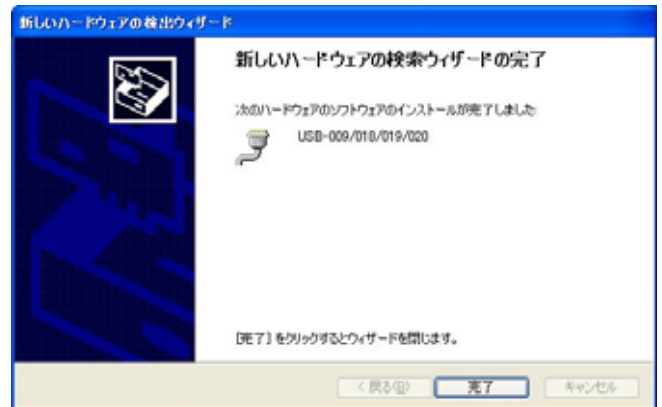 新しいハードウェアの検出ウィザード
新しいハードウェアの検索ウィザードの完了
次のハードウェアのソフトウェアのインストールが完了しました
USB-009/010/019/020
[完了] をクリックするとウィザードを閉じます。
< 戻る(B)
完了
キャンセル